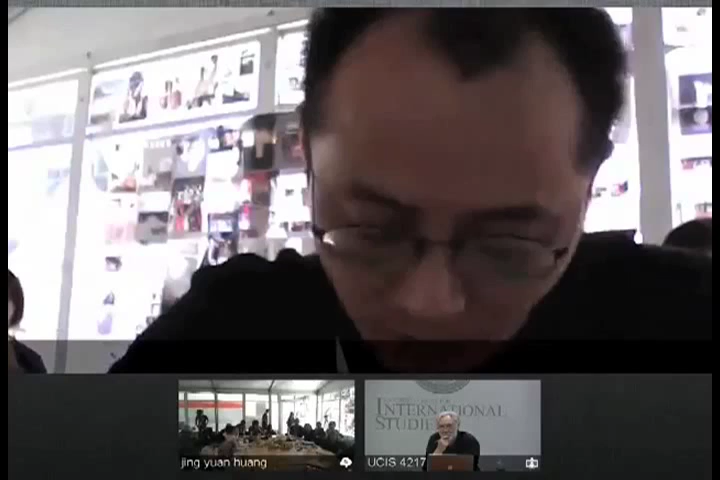 INTERNATIONAL
STUDIES
jing yuan huang
UCIS 4217